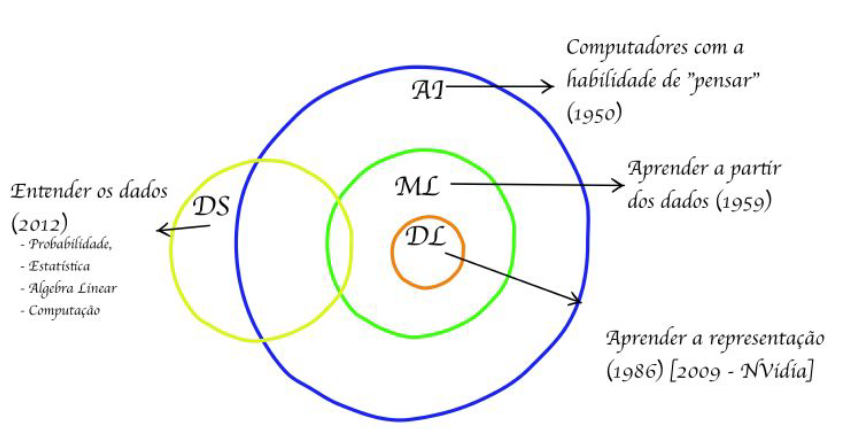 AI
Computadores com a
habilidade de "pensar"
(1950)
ML
Aprender a partir
dos dados (1959)
Entender os dados
(2012)
- Probabilidade,
- Estatística
- Algebra Linear
- Computação
DS
DL
Aprender a representação
(1986) [2009 - NVidia]